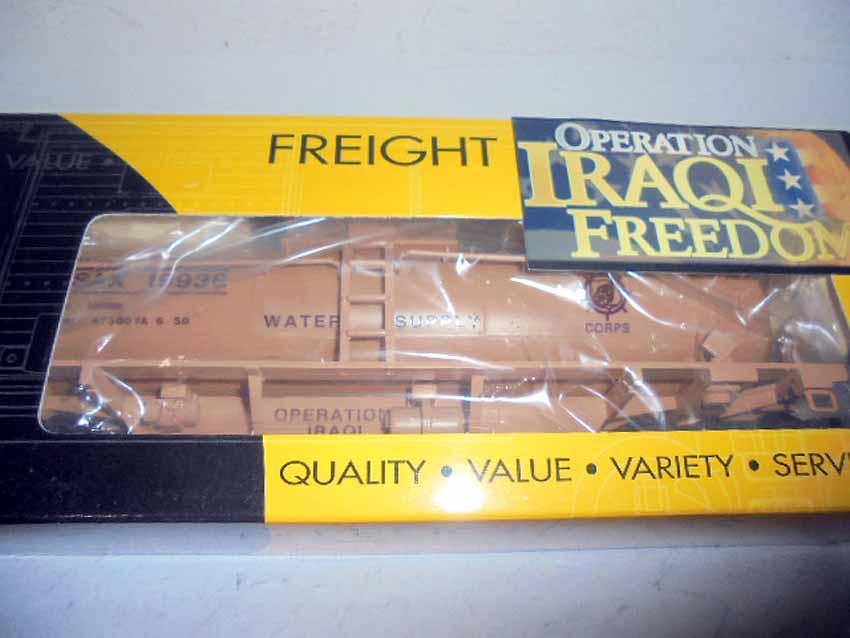 VALUE •
FREIGHT
OPERATION
IRAQI
FREEDOM
WATER SUPPLY
CORPS
OPERATION
IRAQI
QUALITY • VALUE • VARIETY • SERV